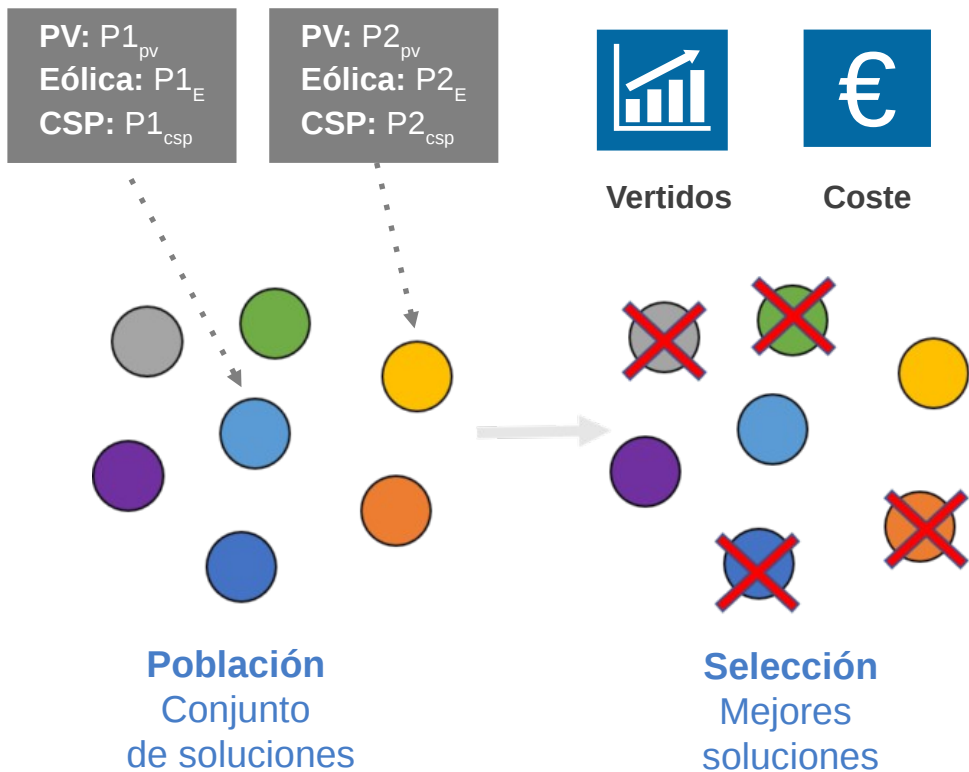 PV: P1pv
Eólica: P1E
CSP: P1csp
PV: P2pv
Eólica: P2E
CSP: P2csp
€
Vertidos
Coste
Población
Conjunto
de soluciones
Selección
Mejores
soluciones